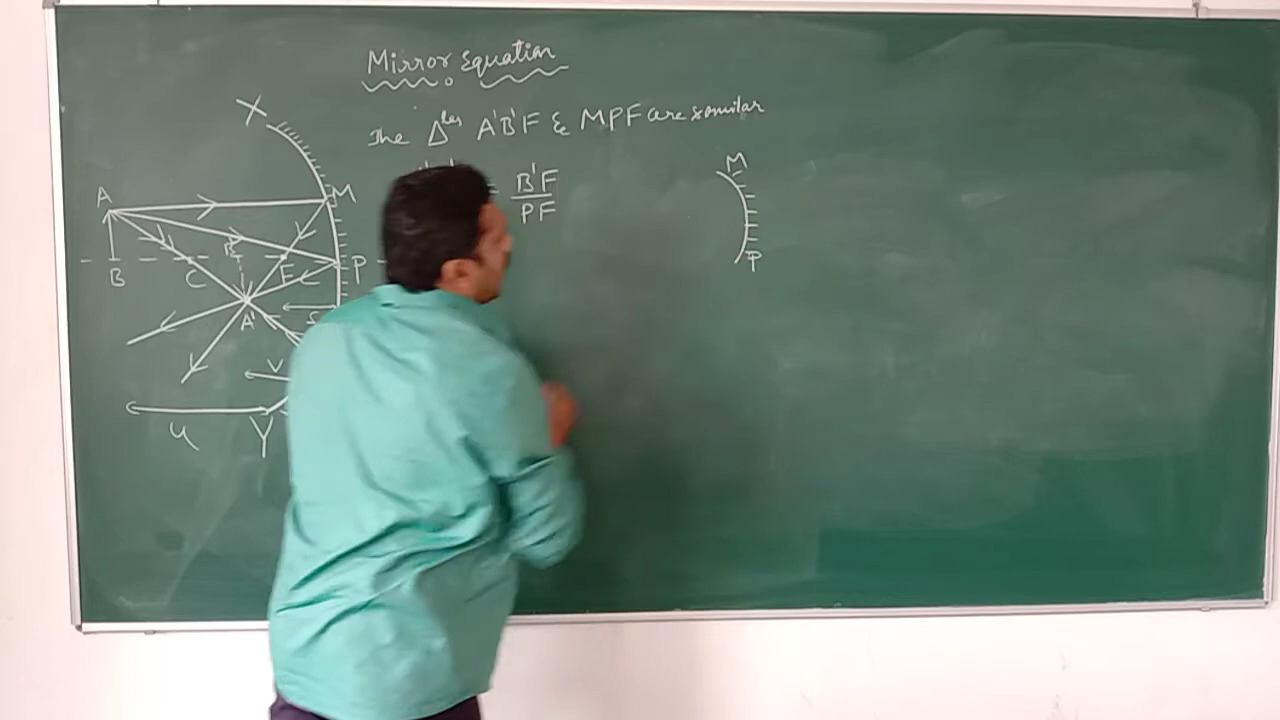 Mirror Equation
The Δles A'B'F & MPF are similar
= B'F
PF
X
M
A
M
B'
B
C
F
P
P
A'
V
u
Y